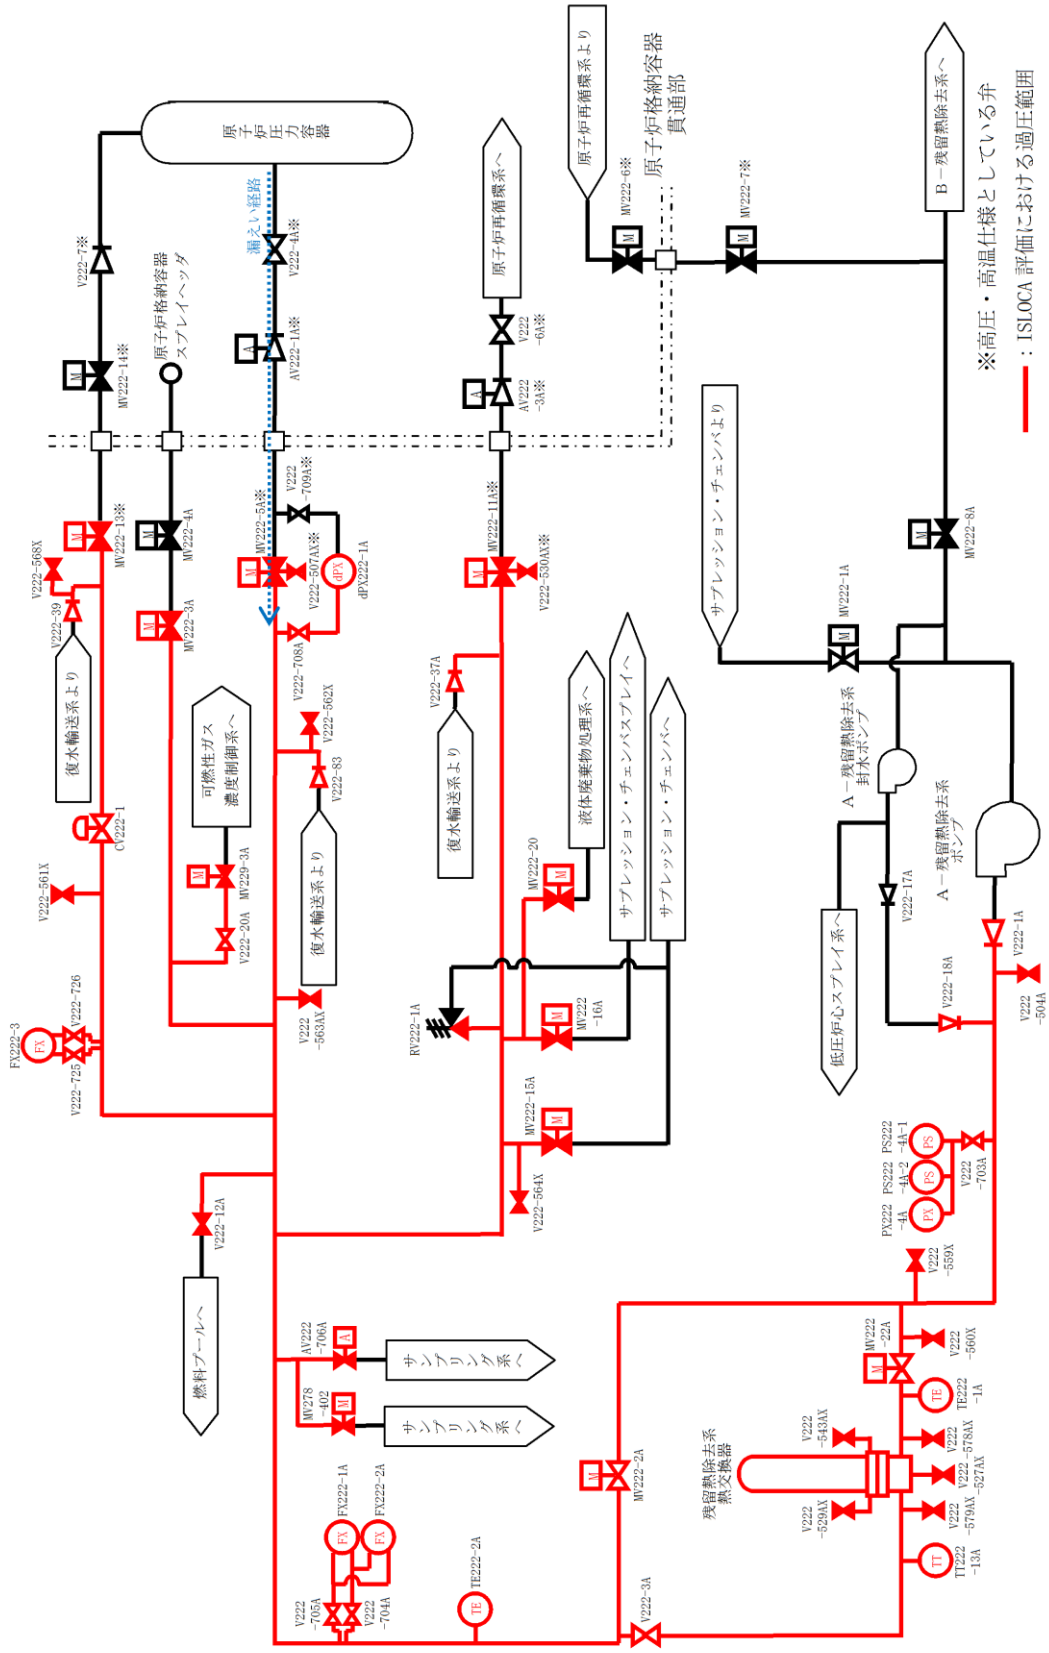 原子炉
圧力
容器
漏えい経路
V222-7※
MV222-14※
原子炉格納容器
スプレイヘッダ
V222-4A※
A
AV222-1A※
M
原子炉再循環系へ
V222
-6A※
AV222
-3A※
A
原子炉再循環系より
MV222-6※
M
原子炉格納容器
貫通部
MV222-7※
M
B－残留熱除去系へ
※高圧・高温仕様としている弁
：ISLOCA 評価における過圧範囲
MV222-13※
M
V222-568X
V222-39
復水輸送系より
CV222-1
V222-561X
MV222-4A
M
MV222-3A
M
可燃性ガス
濃度制御系へ
MV229-3A
M
V222-20A
MV222-5A※
M
V222
-709A※
V222-507AX※
dPX
dPX222-1A
V222-708A
V222-562X
V222-83
復水輸送系より
V222
-563AX
MV222-11A※
M
V222-530AX※
V222-37A
復水輸送系より
液体廃棄物処理系へ
MV222-20
M
サプレッション・チェンバスプレイへ
サプレッション・チェンバへ
RV222-1A
MV222
-16A
M
MV222-15A
M
V222-564X
サプレッション・チェンバより
MV222-1A
M
MV222-8A
M
A－残留熱除去系
封水ポンプ
A－残留熱除去系
ポンプ
V222-17A
低圧炉心スプレイ系へ
V222-18A
V222-1A
V222
-504A
FX222-3
FX
V222-726
V222-725
V222-12A
燃料プールへ
AV222
-706A
A
サンプリング系へ
MV278
-402
M
サンプリング系へ
FX222-1A
FX
FX222-2A
FX
V222
-705A
V222
-704A
TE222-2A
TE
MV222-2A
M
V222-3A
残留熱除去系
熱交換器
V222
-543AX
V222
-529AX
MV222
-22A
M
V222
-560X
V222
-559X
TE222
-1A
TE
V222
-578AX
V222
-527AX
V222
-579AX
TT222
-13A
TT
PS222
-4A-1
PS
PS222
-4A-2
PS
PX222
-4A
PX
V222
-703A